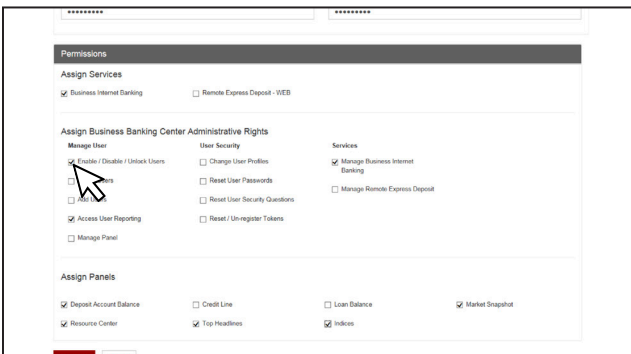 ********* *********
Permissions
Assign Services
Business Internet Banking Remote Express Deposit - WEB
Assign Business Banking Center Administrative Rights
Manage User User Security Services
Enable / Disable / Unlock Users Change User Profiles Manage Business Internet
Banking
Reset User Passwords
Manage Remote Express Deposit
Add Users Reset User Security Questions
Access User Reporting Reset / Un-register Tokens
Manage Panel
Assign Panels
Deposit Account Balance Credit Line Loan Balance Market Snapshot
Resource Center Top Headlines Indices